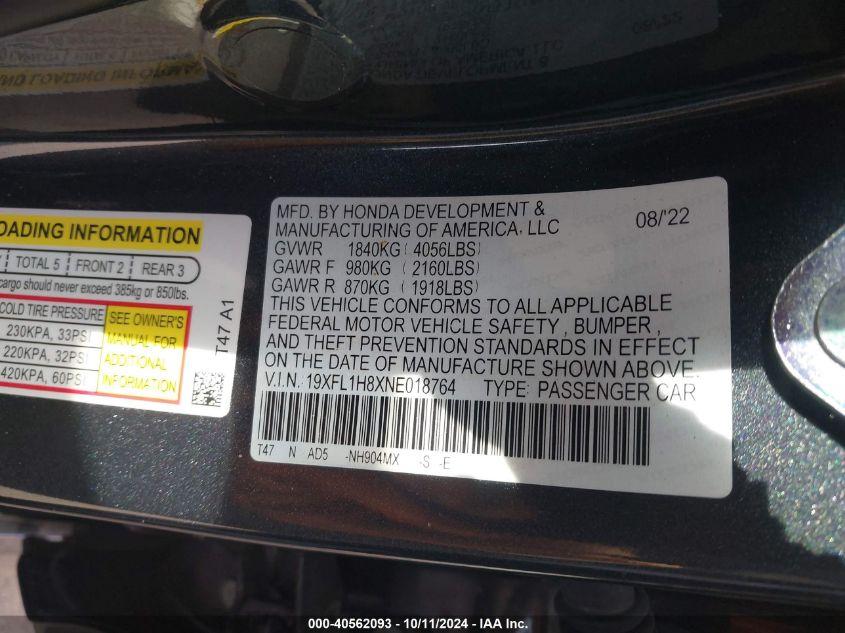 08/'22
OADING INFORMATION
TOTAL 5 FRONT 2 REAR 3
cargo should never exceed 385kg or 850lbs.
COLD TIRE PRESSURE
230KPA, 33PSI
220KPA, 32PSI
420KPA, 60PSI
SEE OWNER'S
MANUAL FOR
ADDITIONAL
INFORMATION
T47 A1
MFD. BY HONDA DEVELOPMENT &
MANUFACTURING OF AMERICA, LLC 08/'22
GVWR 1840KG ( 4056LBS)
GAWR F 980KG ( 2160LBS)
GAWR R 870KG ( 1918LBS)
THIS VEHICLE CONFORMS TO ALL APPLICABLE
FEDERAL MOTOR VEHICLE SAFETY, BUMPER,
AND THEFT PREVENTION STANDARDS IN EFFECT
ON THE DATE OF MANUFACTURE SHOWN ABOVE.
V.I.N. 19XFL1H8XNE018764 TYPE: PASSENGER CAR
T47 N AD5 -NH904MX -S -E
000-40562093 - 10/11/2024 - IAA Inc.